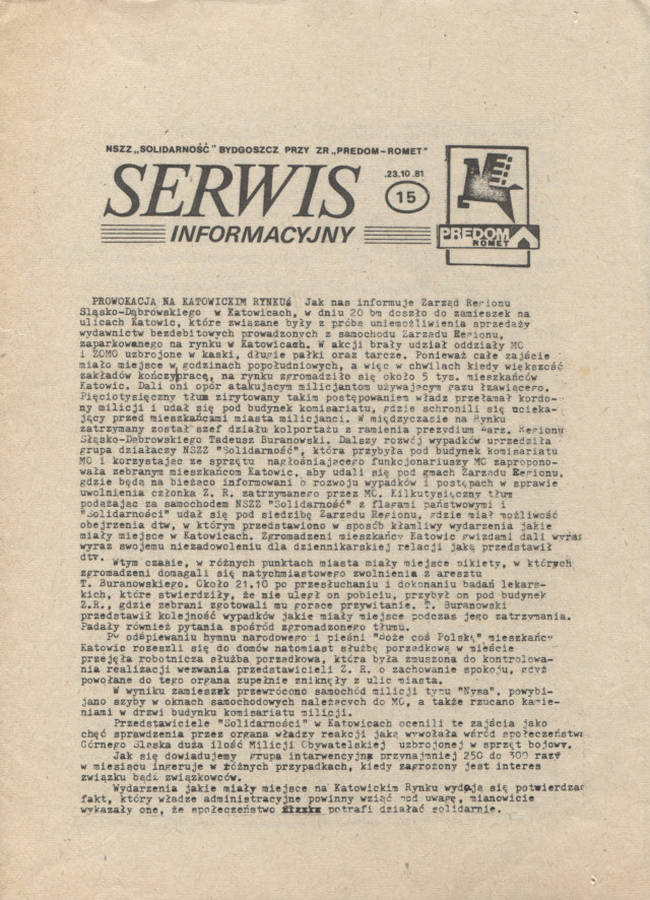 NSZZ „SOLIDARNOŚĆ" BYDGOSZCZ PRZY ZR „PREDOM-ROMET"
SERWIS
.23.10.81
15
INFORMACYJNY
PREDOM
ROMET
PROWOKACJA NA KATOWICKIM RYNKU: Jak nas informuje Zarząd Regionu
Sląsko-Dąbrówskiego w Katowicach, w dniu 20 bm doszło do zamieszek na
ulicach Katowic, które związane były z próbą uniemożliwienia sprzedaży
wydawnictw bezdebitowych prowadzonych z samochodu Zarządu Regionu,
zaparkowanego na rynku w Katowicach. W akcji brały udział oddziały MO
i ZOMO uzbrojone w kaski, długie pałki oraz tarcze. Ponieważ całe zajście
miało miejsce w godzinach popołudniowych, a więc w chwilach kiedy większość
zakładów kończy pracę, na rynku zgromadziło się około 5 tys. mieszkańców
Katowic. Dali oni opór atakującym milicjantom używającym gazu łzawiącego.
Pięciotysięczny tłum zirytowany takim postępowaniem władz przełamał kordo-
ny milicji i udał się pod budynek komisariatu, gdzie schronili się ucieka-
jący przed mieszkańcami miasta milicjanci. W międzyczasie na Rynku
zatrzymany został szef działu kolportażu z ramienia prezydium Zarz. Regionu
Śląsko-Dąbrowskiego Tadeusz Buranowski. Dalszy rozwój wypadków uprzedziła
grupa działaczy NSZZ "Solidarność", która przybyła pod budynek komisariatu
MO i korzystając ze sprzętu nagłośniającego funkcjonariuszy MO zapropono-
wała zebranym mieszkańcom Katowic, aby udali się pod gmach Zarządu Regionu,
gdzie będą na bieżąco informowani o rozwoju wypadków i postępach w sprawie
uwolnienia członka Z. R. zatrzymanego przez MO. Kilkutysięczny tłum
podążając za samochodem NSZZ "Solidarność" z flagami państwowymi i
"Solidarności" udał się pod siedzibę Zarządu Regionu, gdzie miał możliwość
obejrzenia dtw, w którym przedstawiono w sposób kłamliwy wydarzenia jakie
miały miejsce w Katowicach. Zgromadzeni mieszkańcy Katowic gwizdami dali wyraz
wyraz swojemu niezadowoleniu dla dziennikarskiej relacji jaką przedstawił
dtv.
Wtym czasie, w różnych punktach miasta miały miejsce pikiety, w których
zgromadzeni domagali się natychmiastowego zwolnienia z aresztu
T. Buranowskiego. Około 21,10 po przesłuchaniu i dokonaniu badań lekars-
kich, które stwierdziły, że nie uległ on pobiciu, przybył on pod budynek
Z.R., gdzie zebrani zgotowali mu gorące przywitanie. T. Buranowski
przedstawił kolejność wypadków jakie miały miejsce podczas jego zatrzymania.
Padały również pytania spośród zgromadzonego tłumu.
Po odśpiewaniu hymnu narodowego i pieśni "Boże coś Polskę" mieszkańcy
Katowic rozeszli się do domów natomiast służbę porządkową w mieście
przejęła robotnicza służba porządkowa, która była zmuszona do kontrolowa-
nia realizacji wezwania przedstawicieli Z. R. o zachowanie spokoju, gdyż
powołane do tego organa zupełnie zniknęły z ulic miasta.
W wyniku zamieszek przewrócono samochód milicji typu "Nysa", powybi-
jano szyby w oknach samochodowych należących do MO, a także rzucano kamie-
niami w drzwi budynku komisariatu milicji.
Przedstawiciele "Solidarności" w Katowicach ocenili te zajścia jako
chęć sprawdzenia przez organa władzy reakcji jaką wywołała wśród społeczeństwa
Górnego Sląska duża ilość Milicji Obywatelskiej uzbrojonej w sprzęt bojowy.
Jak się dowiadujemy grupa intarwencyjna przynajmniej 250 do 300 razy
w miesiącu ingeruje w różnych przypadkach, kiedy zagrożony jest interes
związku bądź związkowców.
Wydarzenia jakie miały miejsce na Katowickim Rynku wydają się potwierdzać
fakt, który władze administracyjne powinny wziąć pod uwagę, mianowicie
wykazały one, że społeczeństwo potrafi działać solidarnie.